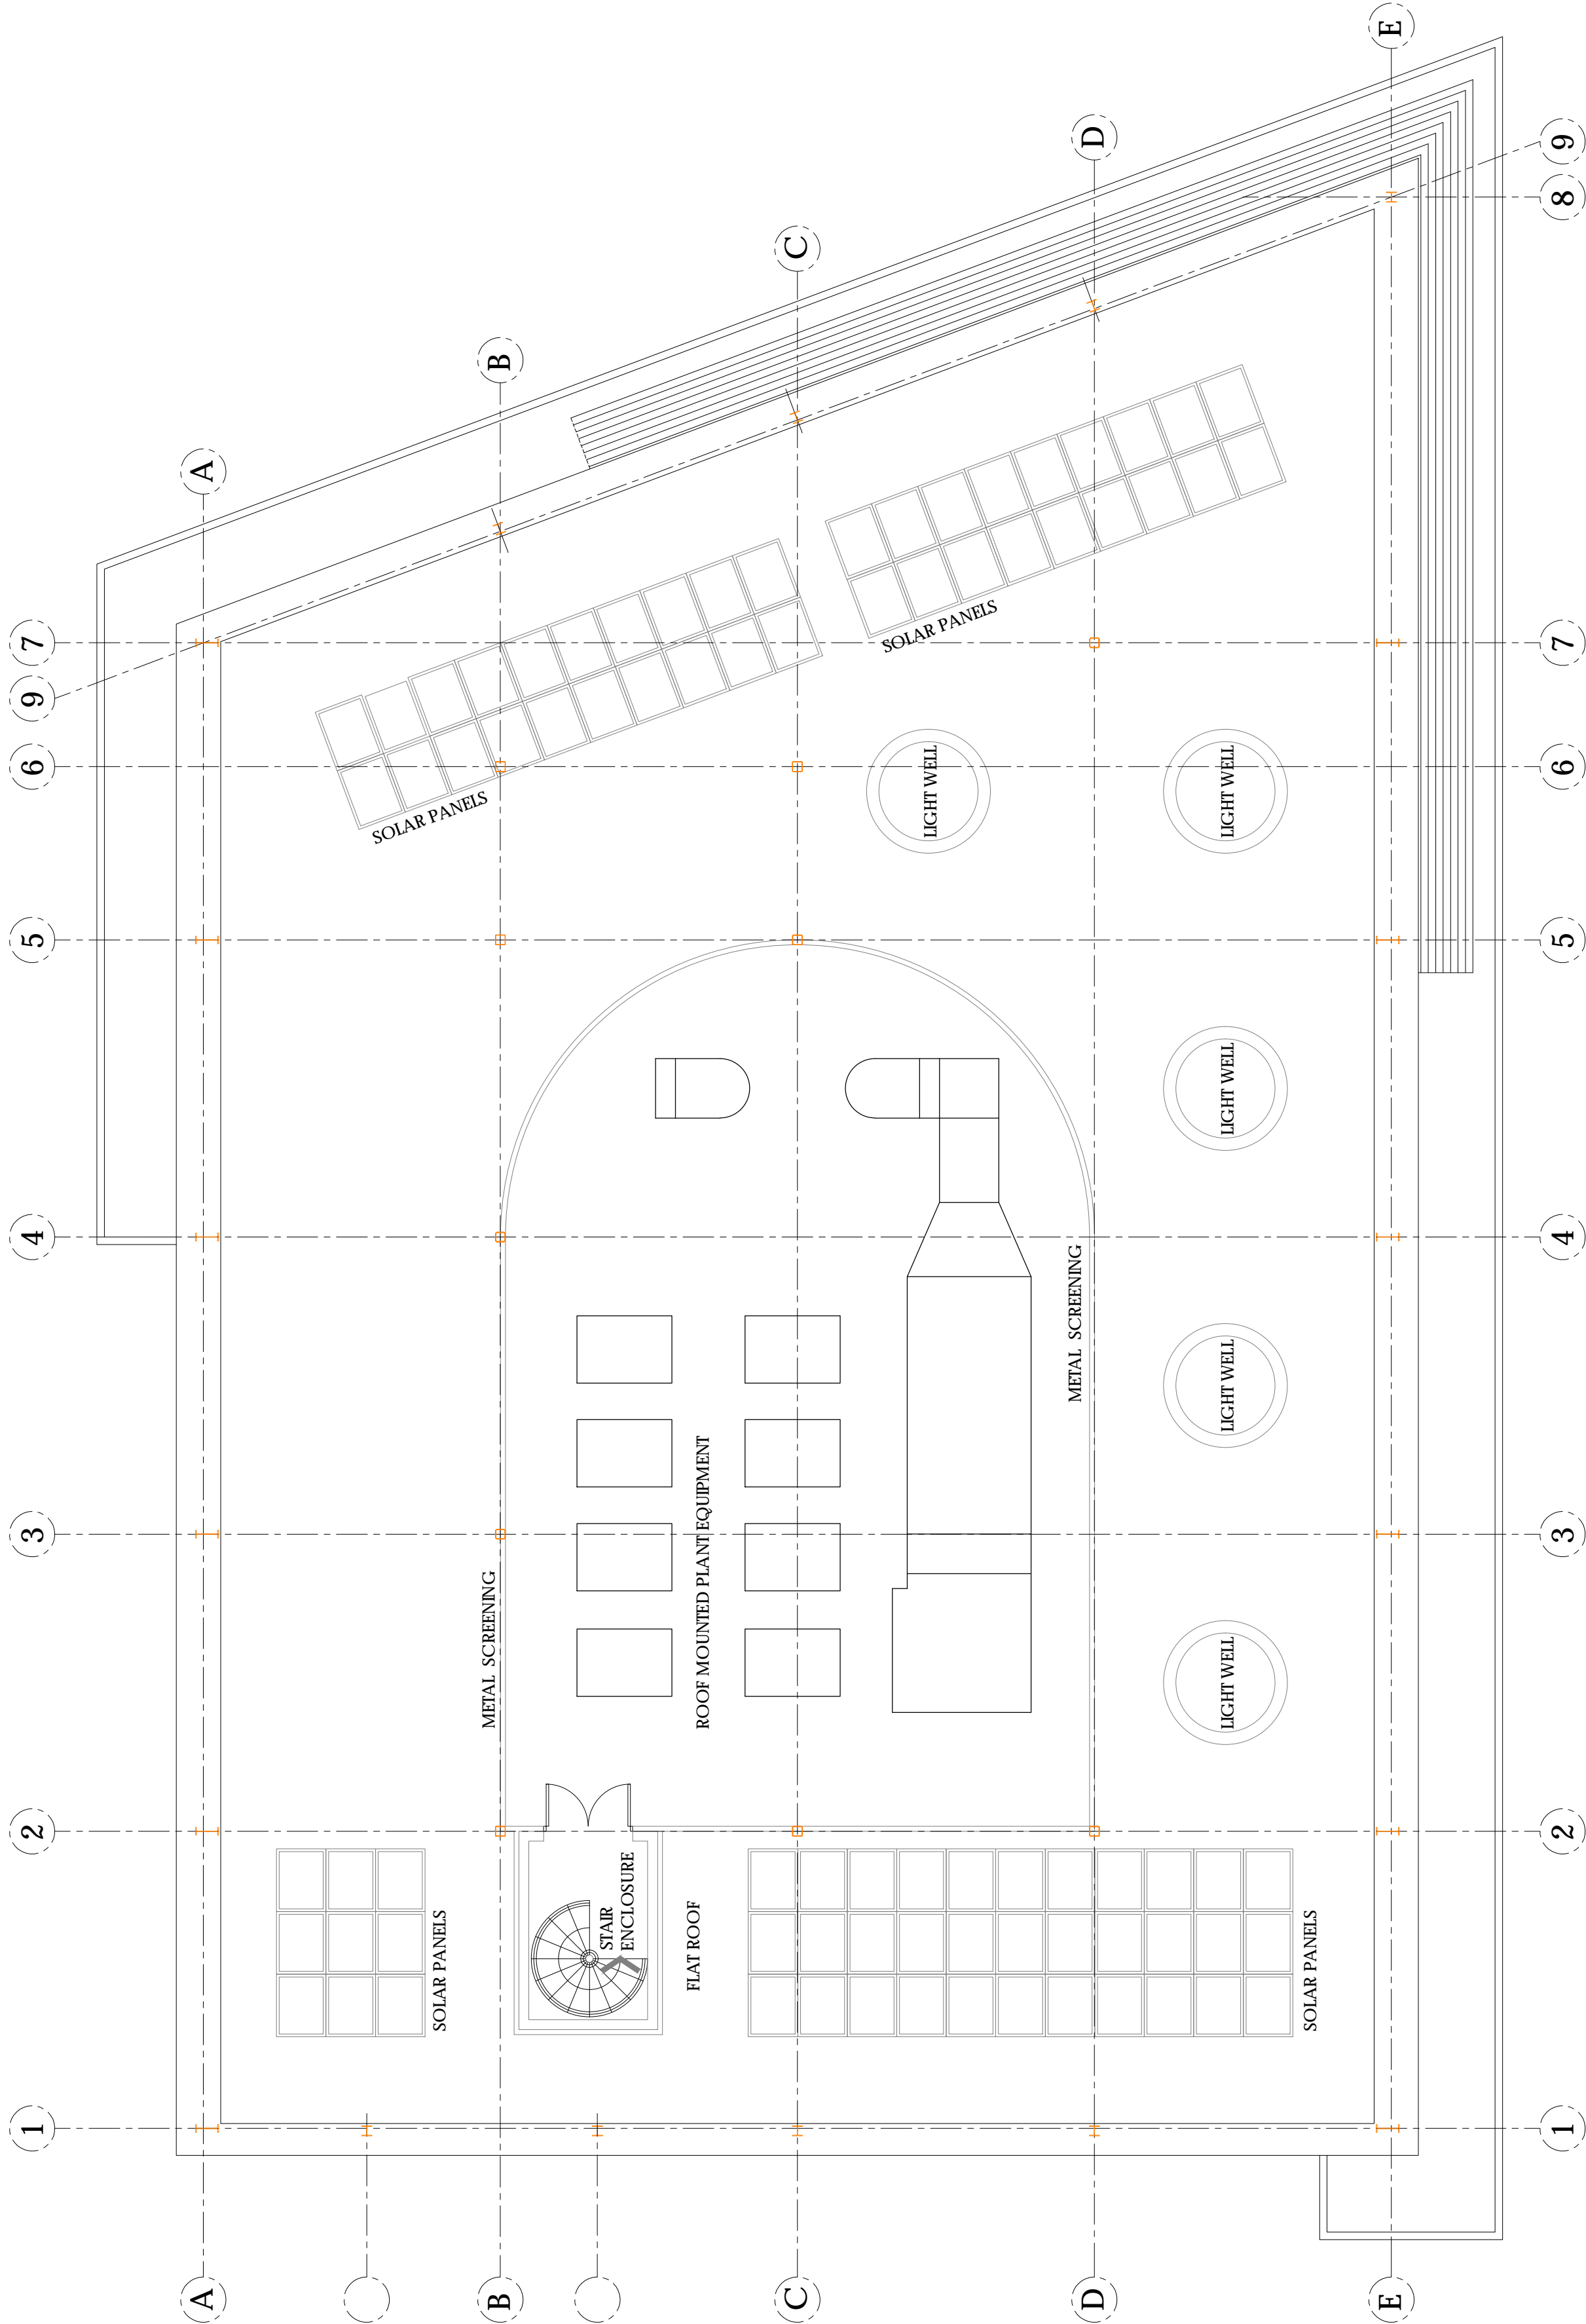 E
D
C
B
A
9
8
7
7
9
6
6
5
5
4
4
3
3
2
2
1
1
SOLAR PANELS
SOLAR PANELS
LIGHT WELL
LIGHT WELL
LIGHT WELL
LIGHT WELL
LIGHT WELL
METAL SCREENING
METAL SCREENING
ROOF MOUNTED PLANT EQUIPMENT
STAIR
ENCLOSURE
FLAT ROOF
SOLAR PANELS
SOLAR PANELS
A
B
C
D
E